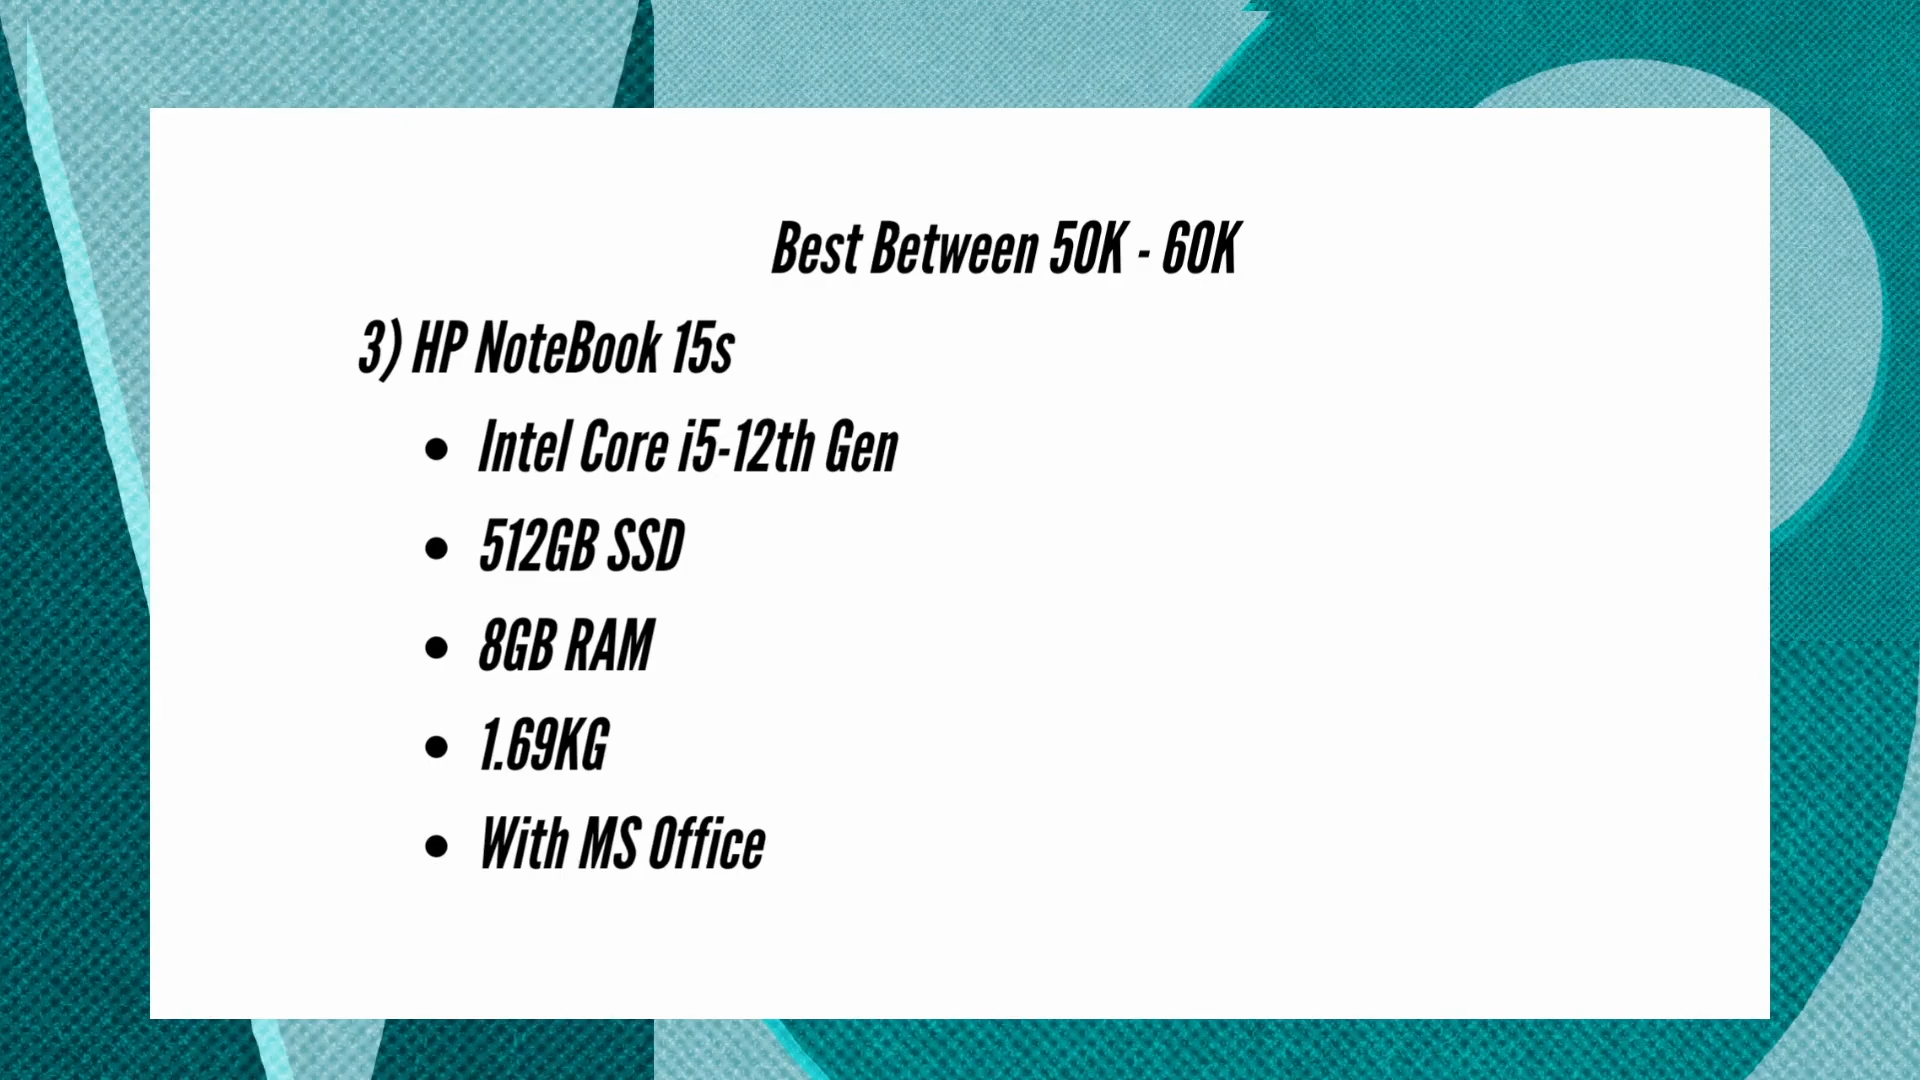 Best Between 50K - 60K
3) HP NoteBook 15s
• Intel Core i5-12th Gen
• 512GB SSD
• 8GB RAM
• 1.69KG
• With MS Office